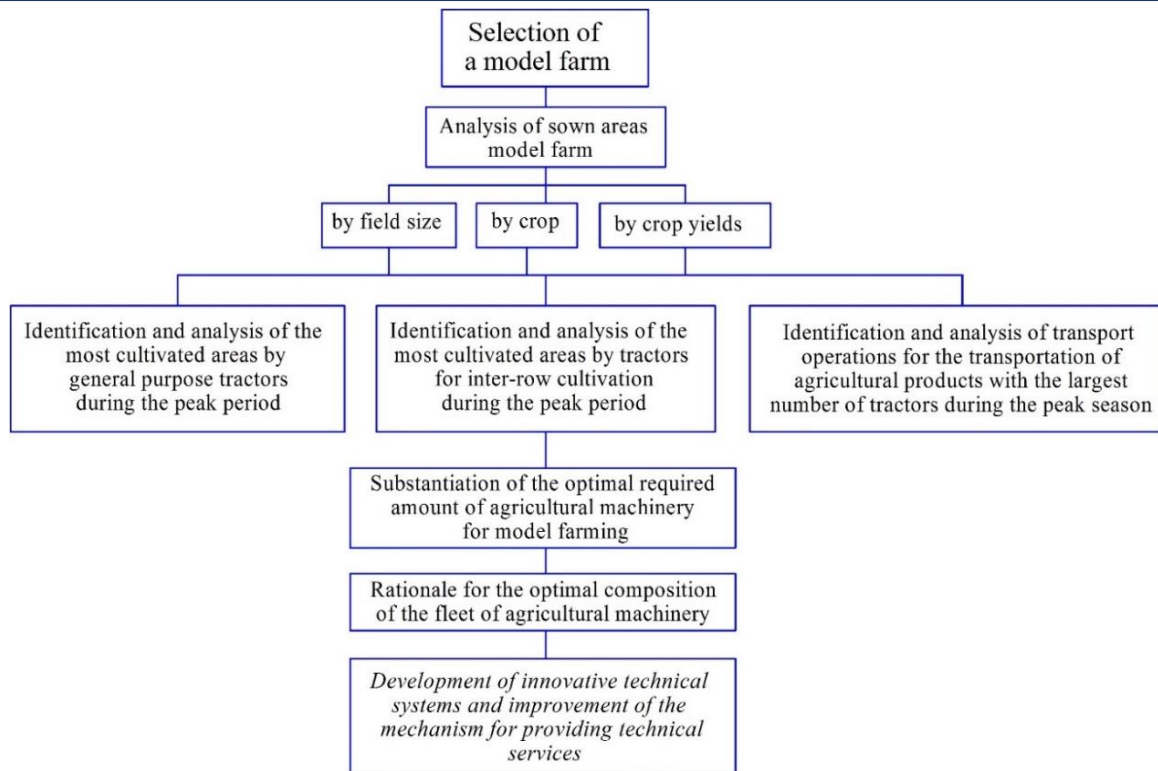 Selection of
a model farm
Analysis of sown areas
model farm
by field size
by crop
by crop yields
Identification and analysis of the
most cultivated areas by
general purpose tractors
during the peak period
Identification and analysis of the
most cultivated areas by tractors
for inter-row cultivation
during the peak period
Identification and analysis of transport
operations for the transportation of
agricultural products with the largest
number of tractors during the peak season
Substantiation of the optimal required
amount of agricultural machinery
for model farming
Rationale for the optimal composition
of the fleet of agricultural machinery
Development of innovative technical
systems and improvement of the
mechanism for providing technical
services